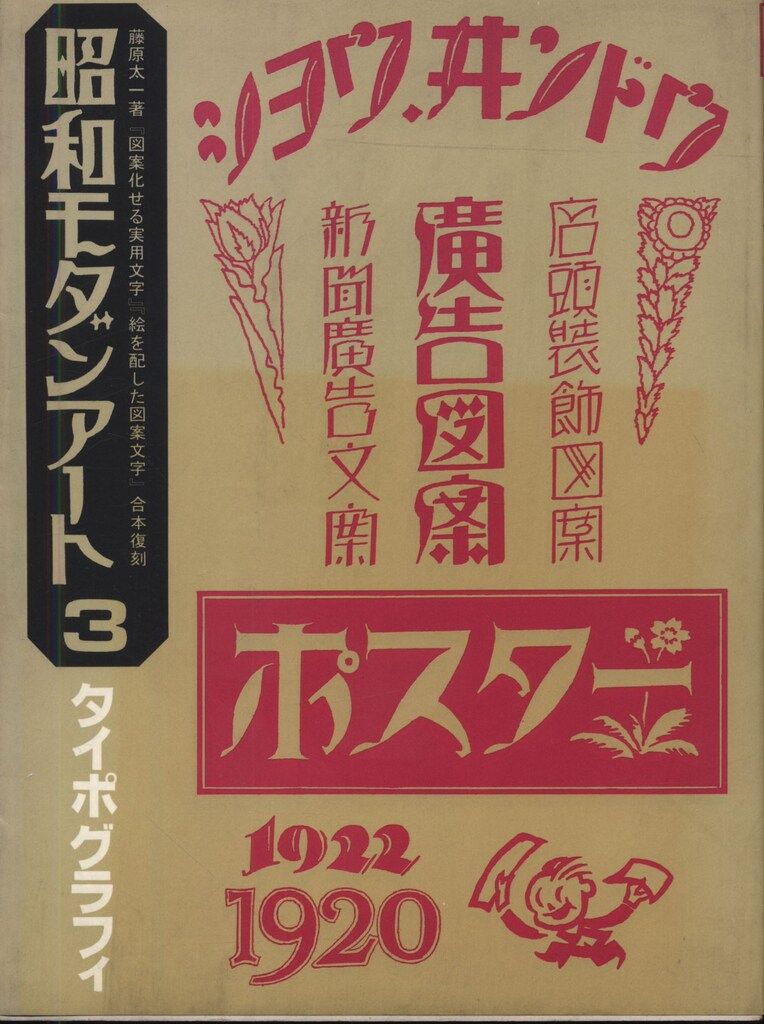 ショウ.ヰンドウ
店頭装飾図案
廣告図案
新聞廣告文案
ポスター
1922
1920
藤原太一著『図案化せる実用文字』『絵を配した図案文字』合本復刻
昭和モダンアート3
タイポグラフィ